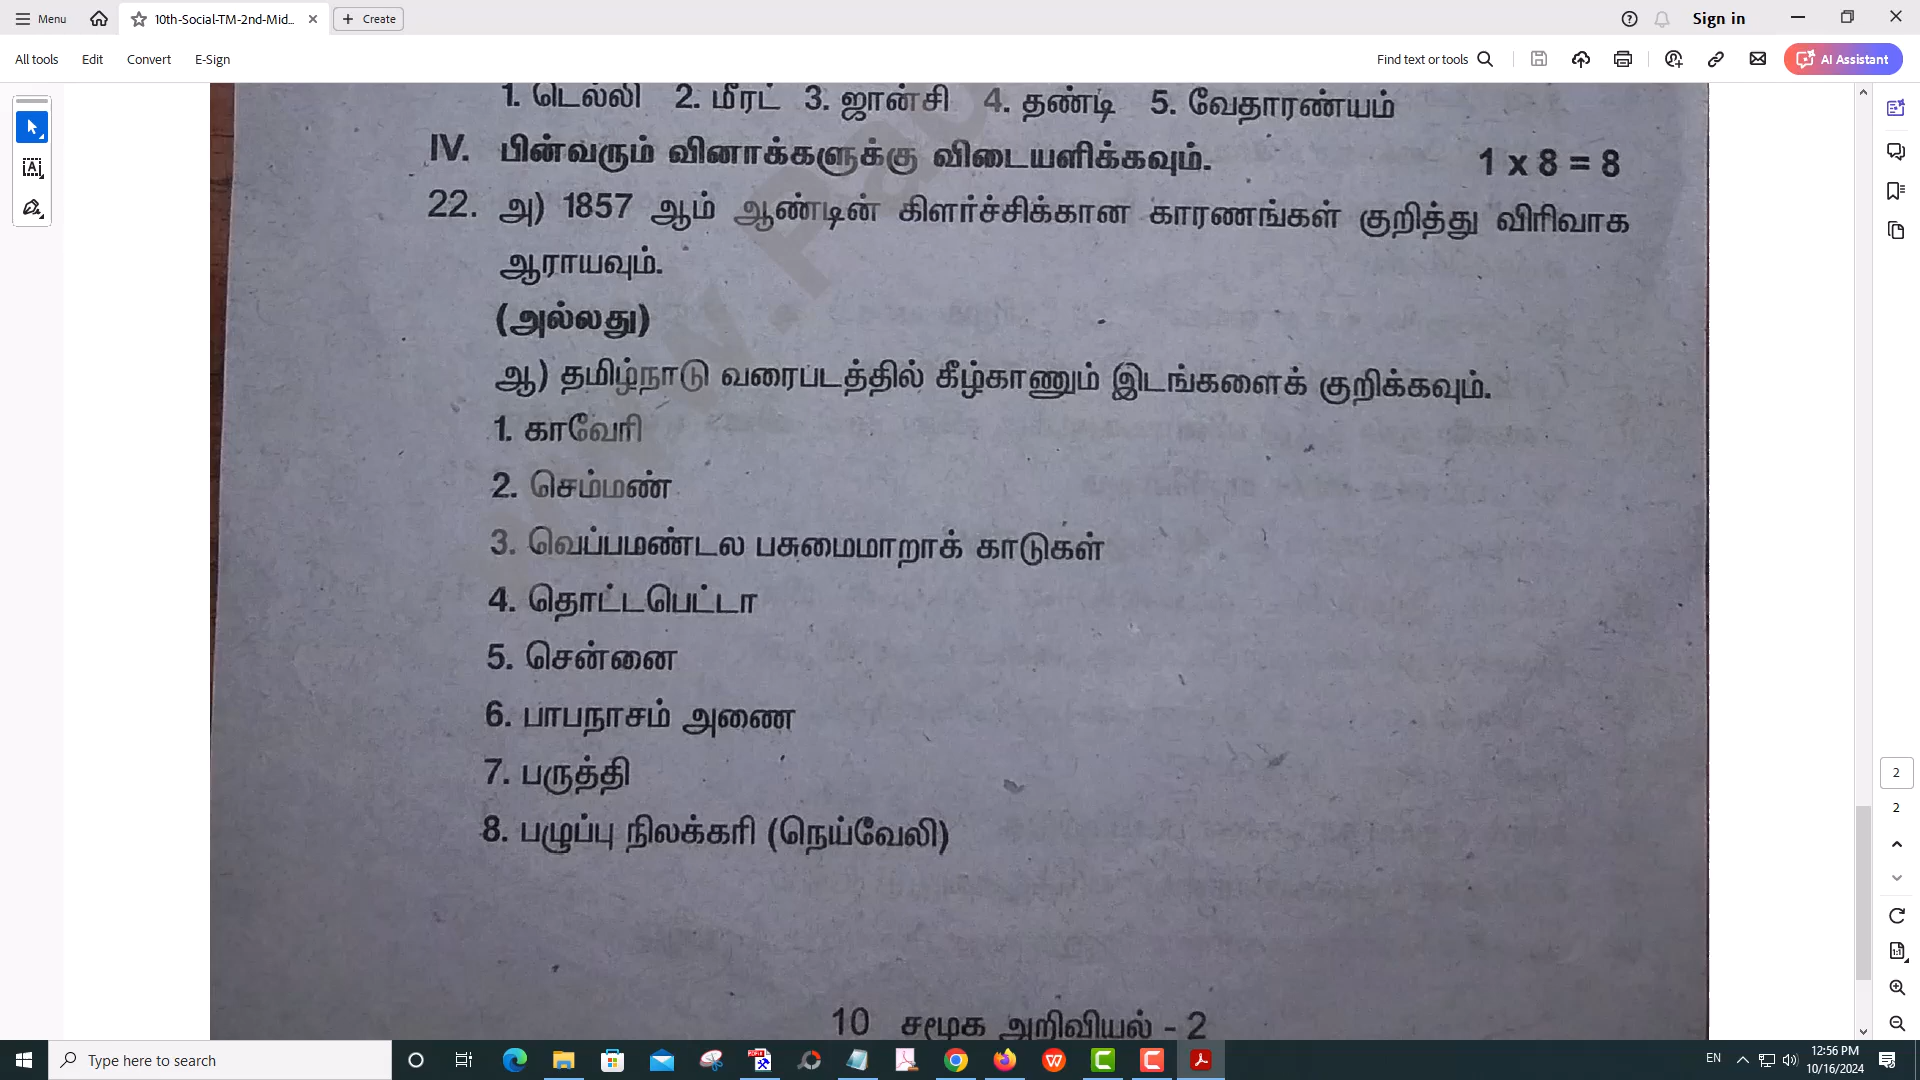 Menu
10th-Social-TM-2nd-Mid...
Create
Sign in
All tools Edit Convert E-Sign
Find text or tools
AI Assistant
1. டெல்லி 2. மீரட் 3. ஜான்சி 4. தண்டி 5. வேதாரண்யம்
IV. பின்வரும் வினாக்களுக்கு விடையளிக்கவும். 1 x 8 = 8
22. அ) 1857 ஆம் ஆண்டின் கிளர்ச்சிக்கான காரணங்கள் குறித்து விரிவாக
ஆராயவும்.
(அல்லது)
ஆ) தமிழ்நாடு வரைபடத்தில் கீழ்காணும் இடங்களைக் குறிக்கவும்.
1. காவேரி
2. செம்மண்
3. வெப்பமண்டல பசுமைமாறாக் காடுகள்
4. தொட்டபெட்டா
5. சென்னை
6. பாபநாசம் அணை
7. பருத்தி
8. பழுப்பு நிலக்கரி (நெய்வேலி)
10 சமூக அறிவியல் - 2
2
2
Type here to search
EN
12:56 PM
10/16/2024